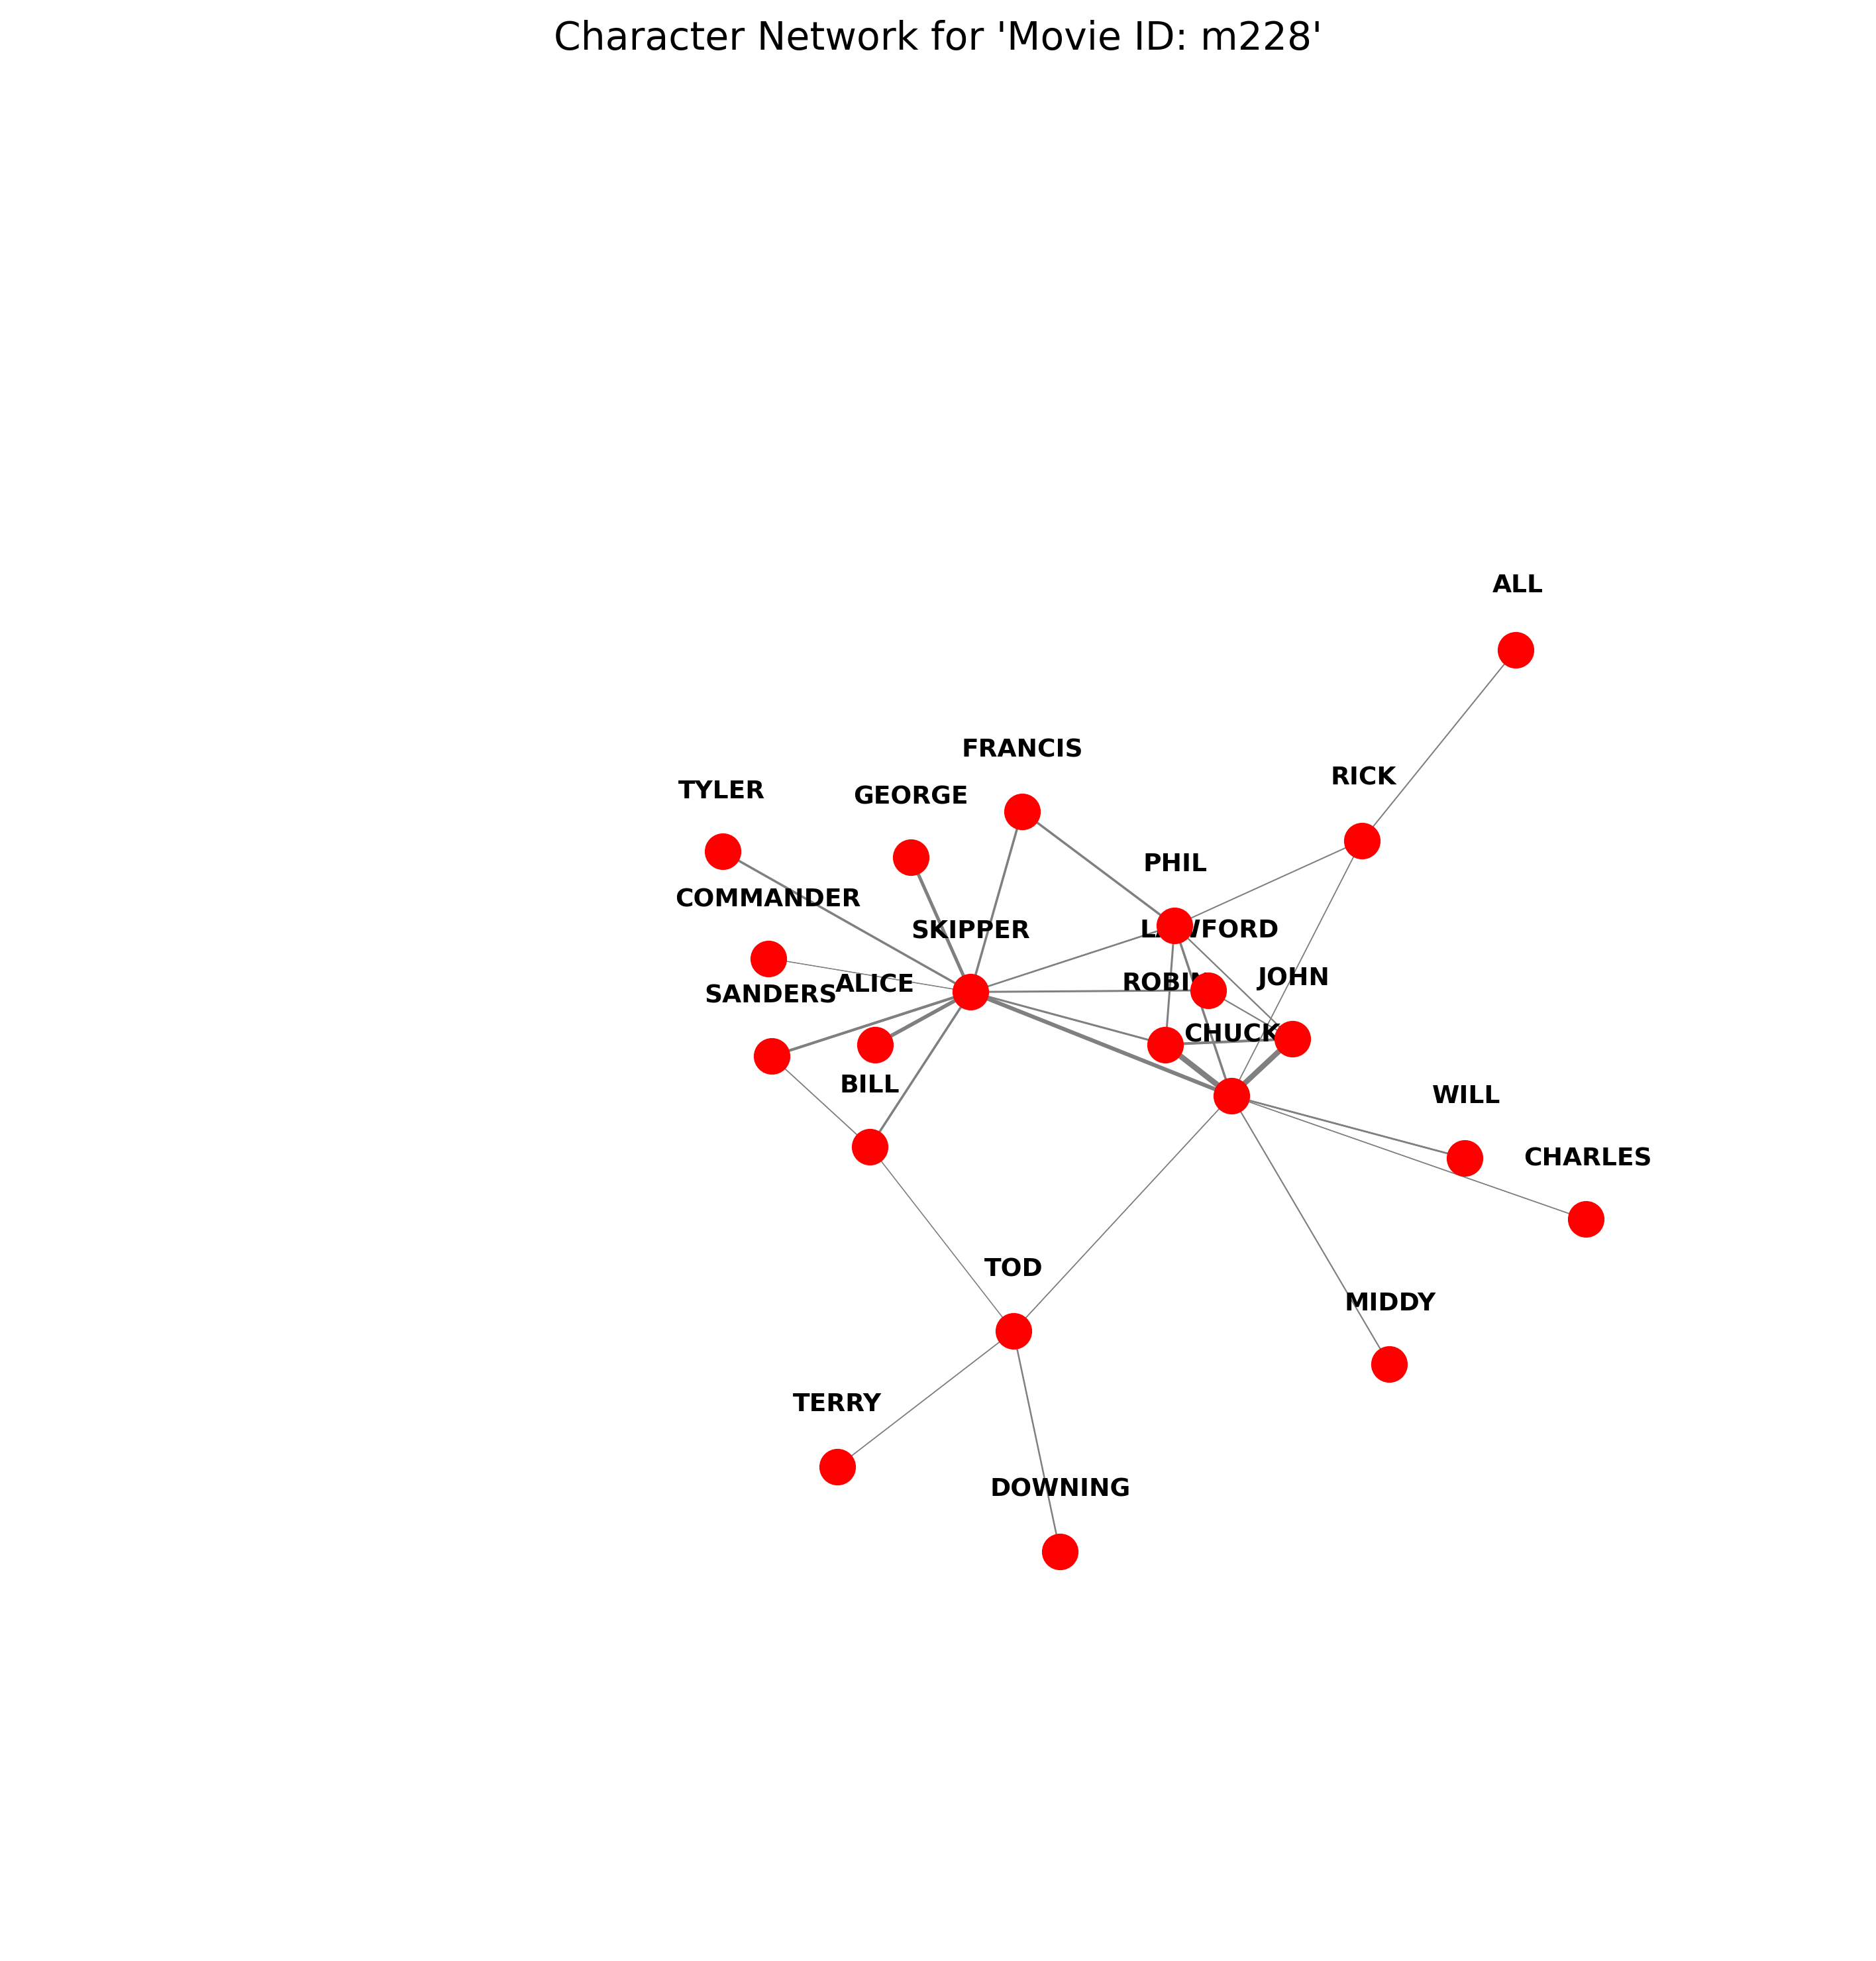 Character Network for 'Movie ID: m228'
ALL
FRANCIS
RICK
TYLER
GEORGE
PHIL
COMMANDER
SKIPPER
LAWFORD
JOHN
ROBIN
ALICE
SANDERS
CHUCK
BILL
WILL
CHARLES
TOD
MIDDY
TERRY
DOWNING